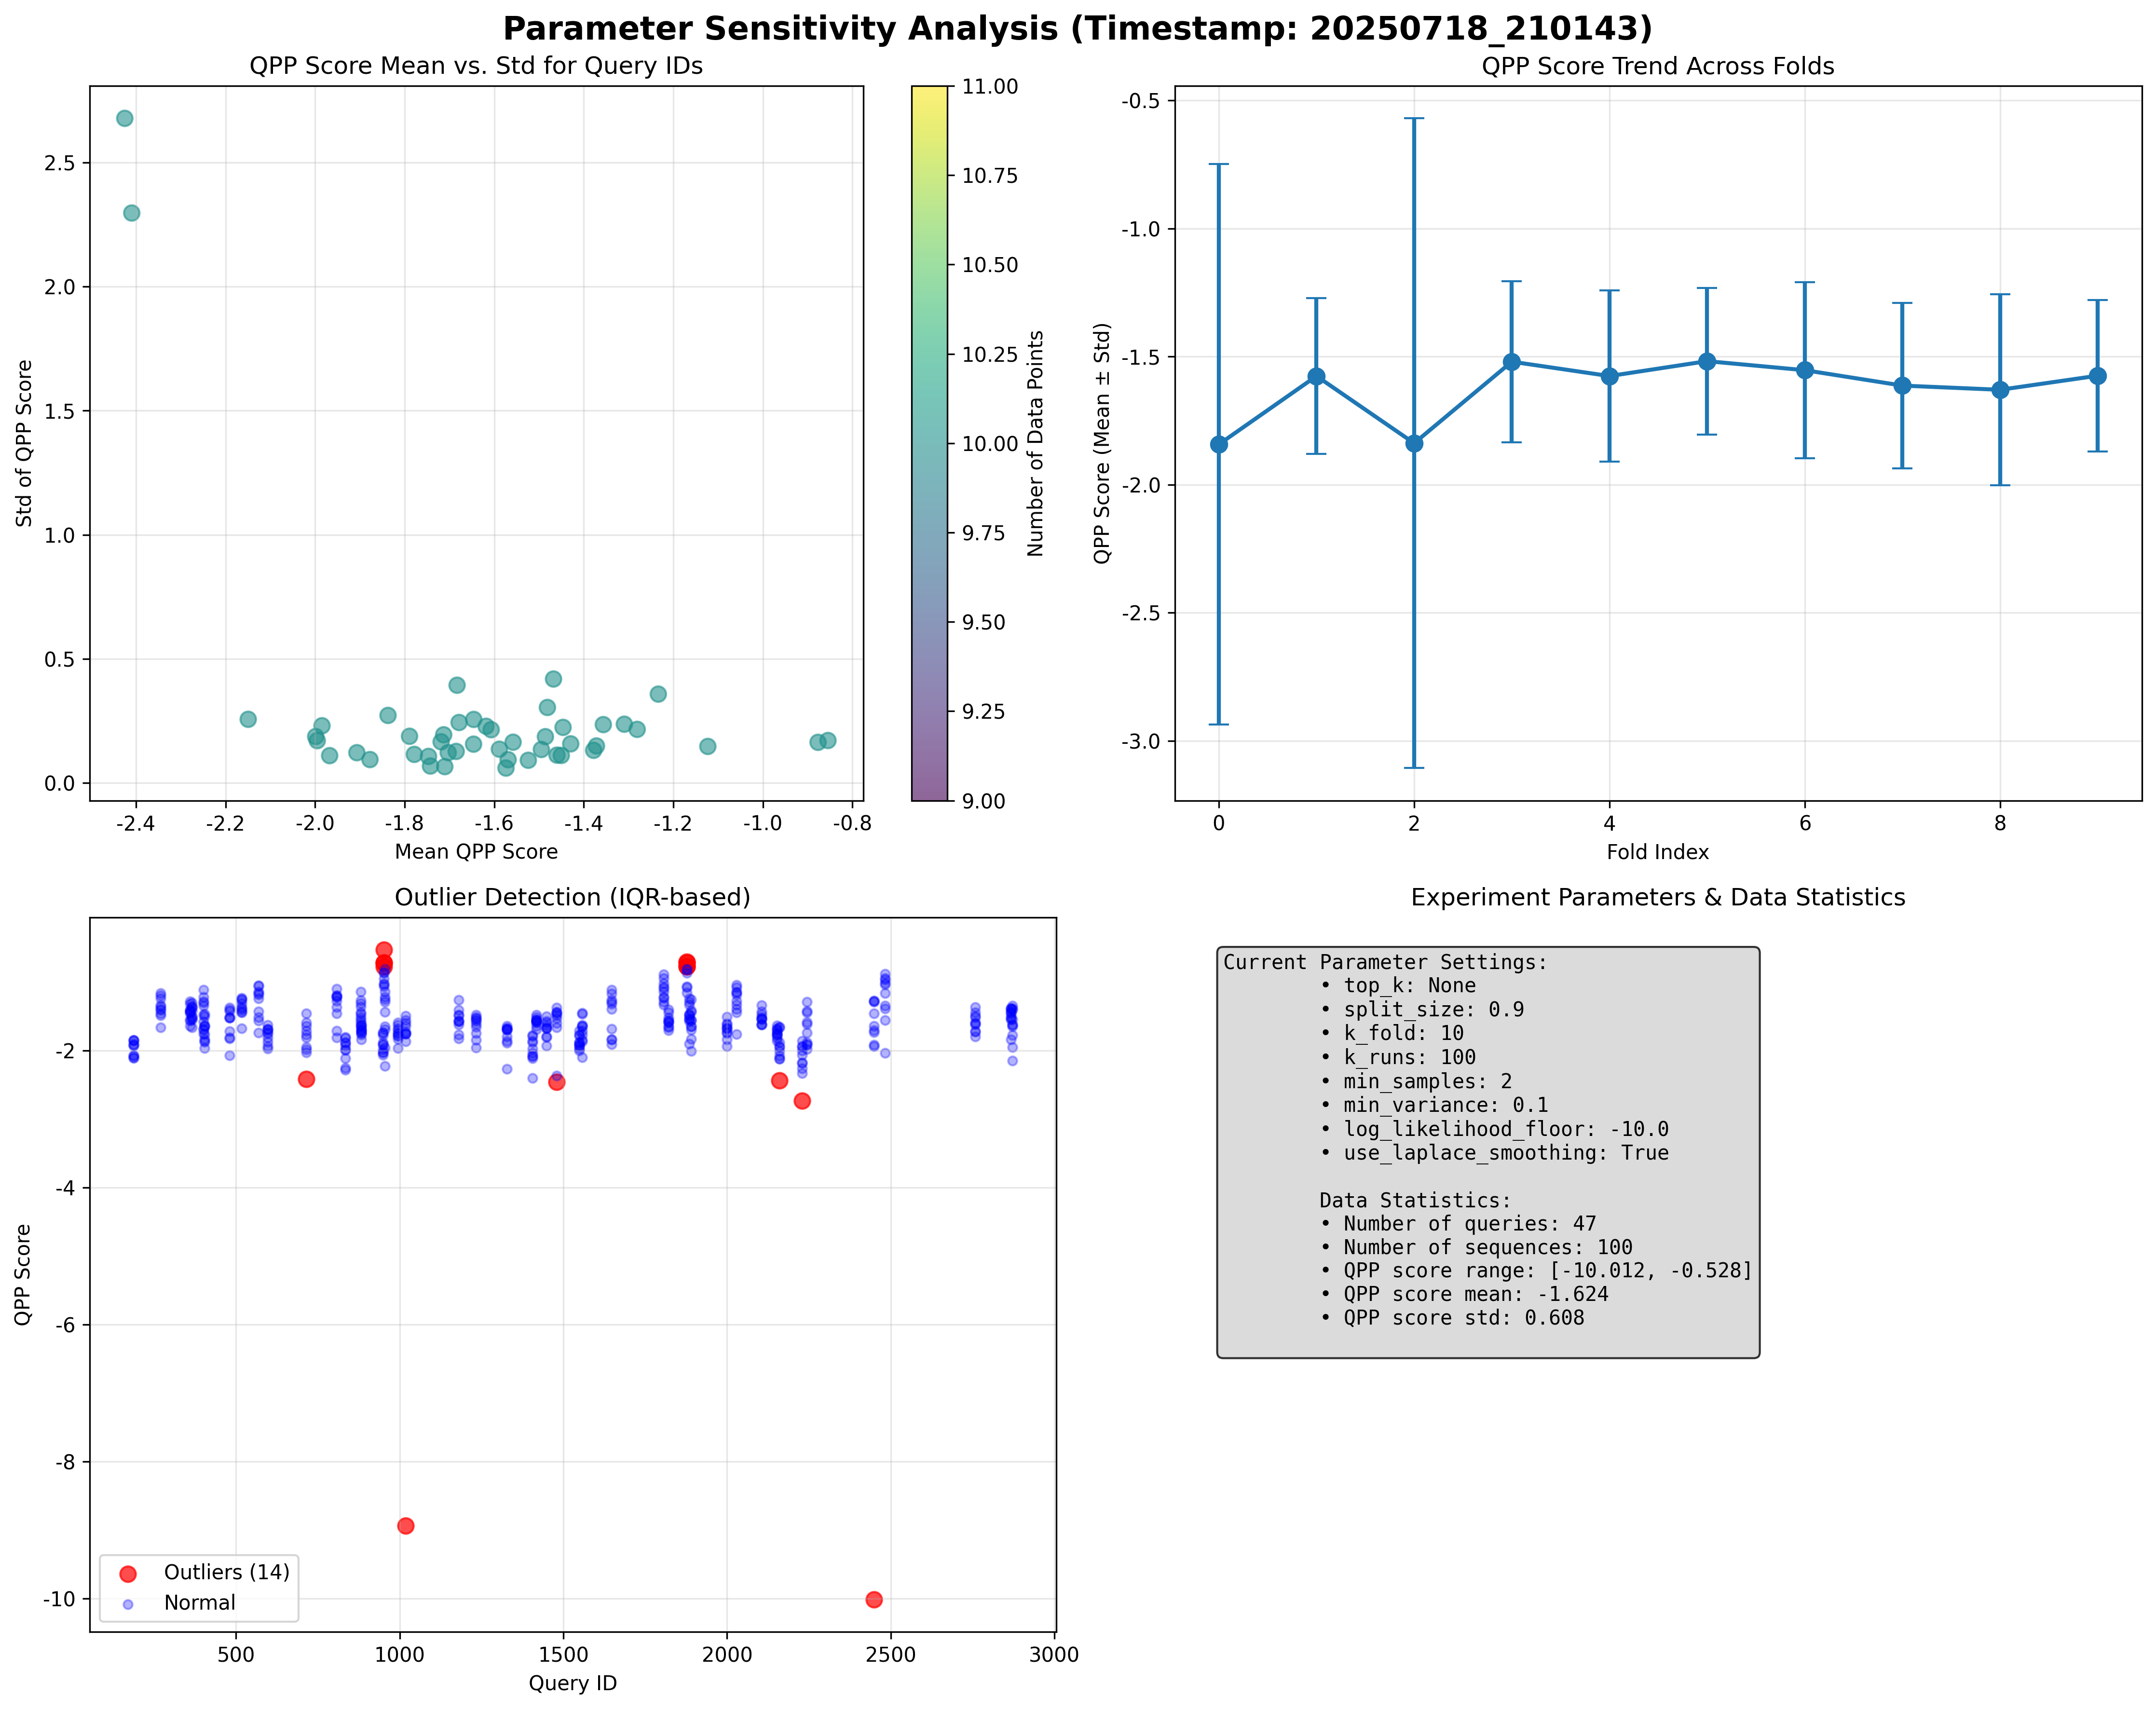 Parameter Sensitivity Analysis (Timestamp: 20250718_210143)
QPP Score Mean vs. Std for Query IDs
Std of QPP Score
2.5
2.0
1.5
1.0
0.5
0.0
-2.4 -2.2 -2.0 -1.8 -1.6 -1.4 -1.2 -1.0 -0.8
Mean QPP Score
11.00
10.75
10.50
10.25
10.00
9.75
9.50
9.25
9.00
Number of Data Points
QPP Score Trend Across Folds
QPP Score (Mean ± Std)
-0.5
-1.0
-1.5
-2.0
-2.5
-3.0
0 2 4 6 8
Fold Index
Outlier Detection (IQR-based)
QPP Score
-2
-4
-6
-8
-10
Outliers (14)
Normal
500 1000 1500 2000 2500 3000
Query ID
Experiment Parameters & Data Statistics
Current Parameter Settings:
• top_k: None
• split_size: 0.9
• k_fold: 10
• k_runs: 100
• min_samples: 2
• min_variance: 0.1
• log_likelihood_floor: -10.0
• use_laplace_smoothing: True
Data Statistics:
• Number of queries: 47
• Number of sequences: 100
• QPP score range: [-10.012, -0.528]
• QPP score mean: -1.624
• QPP score std: 0.608